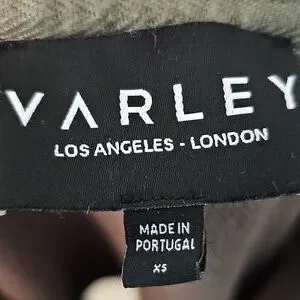 VARLEY
LOS ANGELES - LONDON
MADE IN
PORTUGAL
XS